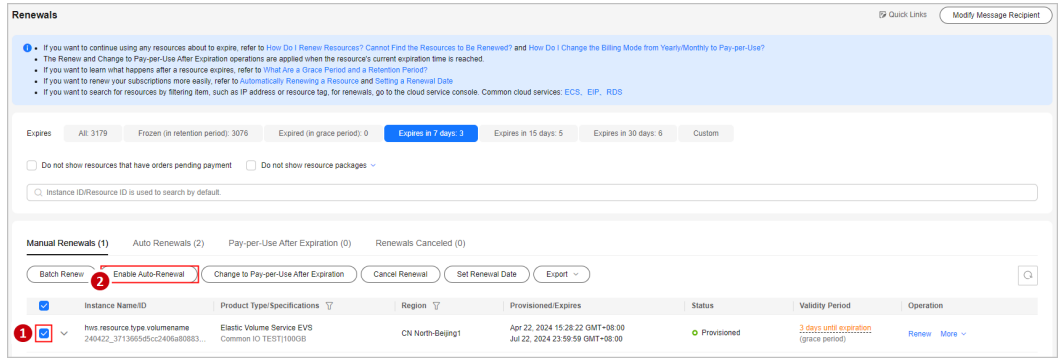 Renewals
Quick Links
Modify Message Recipient
• If you want to continue using any resources about to expire, refer to How Do I Renew Resources? Cannot Find the Resources to Be Renewed? and How Do I Change the Billing Mode from Yearly/Monthly to Pay-per-Use?
• The Renew and Change to Pay-per-Use After Expiration operations are applied when the resource's current expiration time is reached.
• If you want to learn what happens after a resource expires, refer to What Are a Grace Period and a Retention Period?
• If you want to renew your subscriptions more easily, refer to Automatically Renewing a Resource and Setting a Renewal Date
• If you want to search for resources by filtering item, such as IP address or resource tag, for renewals, go to the cloud service console. Common cloud services: ECS、EIP、RDS
Expires All: 3179 Frozen (in retention period): 3076 Expired (in grace period): 0 Expires in 7 days: 3 Expires in 15 days: 5 Expires in 30 days: 6 Custom
Do not show resources that have orders pending payment Do not show resource packages
Instance ID/Resource ID is used to search by default.
Manual Renewals (1) Auto Renewals (2) Pay-per-Use After Expiration (0) Renewals Canceled (0)
Batch Renew 2 Enable Auto-Renewal Change to Pay-per-Use After Expiration Cancel Renewal Set Renewal Date Export
Instance Name/ID Product Type/Specifications Region Provisioned/Expires Status Validity Period Operation
1 hws.resource.type.volumename Elastic Volume Service EVS CN North-Beijing1 Apr 22, 2024 15:28:22 GMT+08:00 Provisioned 3 days until expiration Renew More
240422_3713665d5cc2406a80883... Common IO TEST|100GB Jul 22, 2024 23:59:59 GMT+08:00 (grace period)